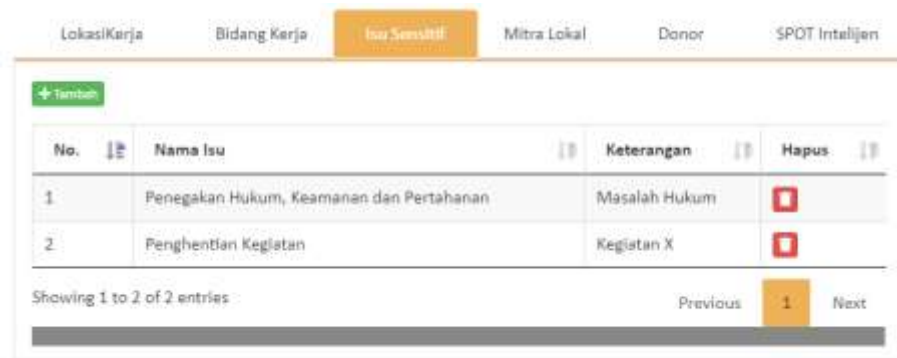 LokasiKerja Bidang Kerja Isu Sensitif Mitra Lokal Donor SPOT Intelijen
+ Tambah
No. Nama Isu Keterangan Hapus
1 Penegakan Hukum, Keamanan dan Pertahanan Masalah Hukum
2 Penghentian Kegiatan Kegiatan X
Showing 1 to 2 of 2 entries
Previous 1 Next